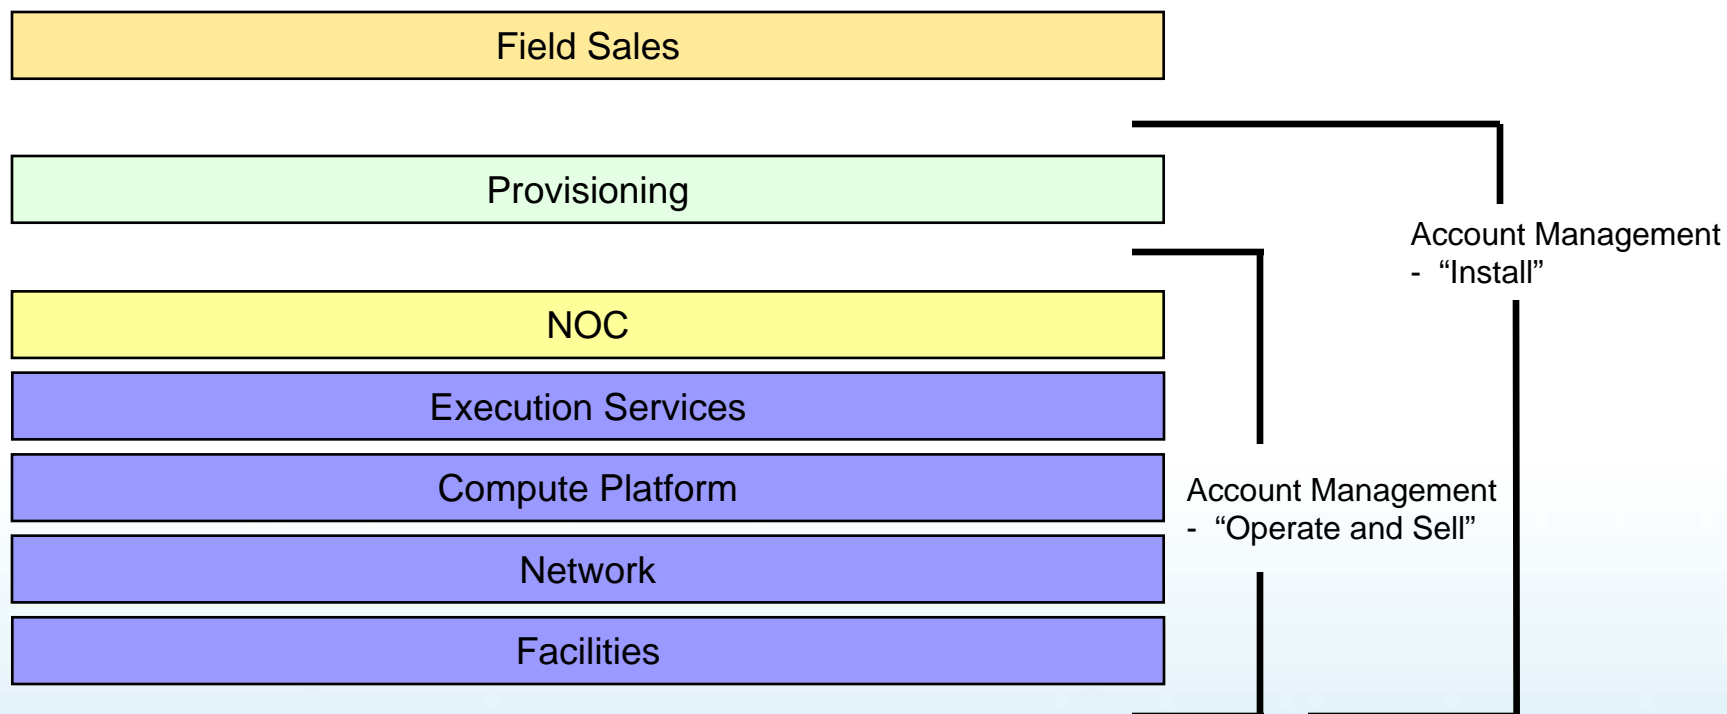 Field Sales
Provisioning
Account Management
- “Install”
NOC
Execution Services
Compute Platform
Account Management
- “Operate and Sell”
Network
Facilities